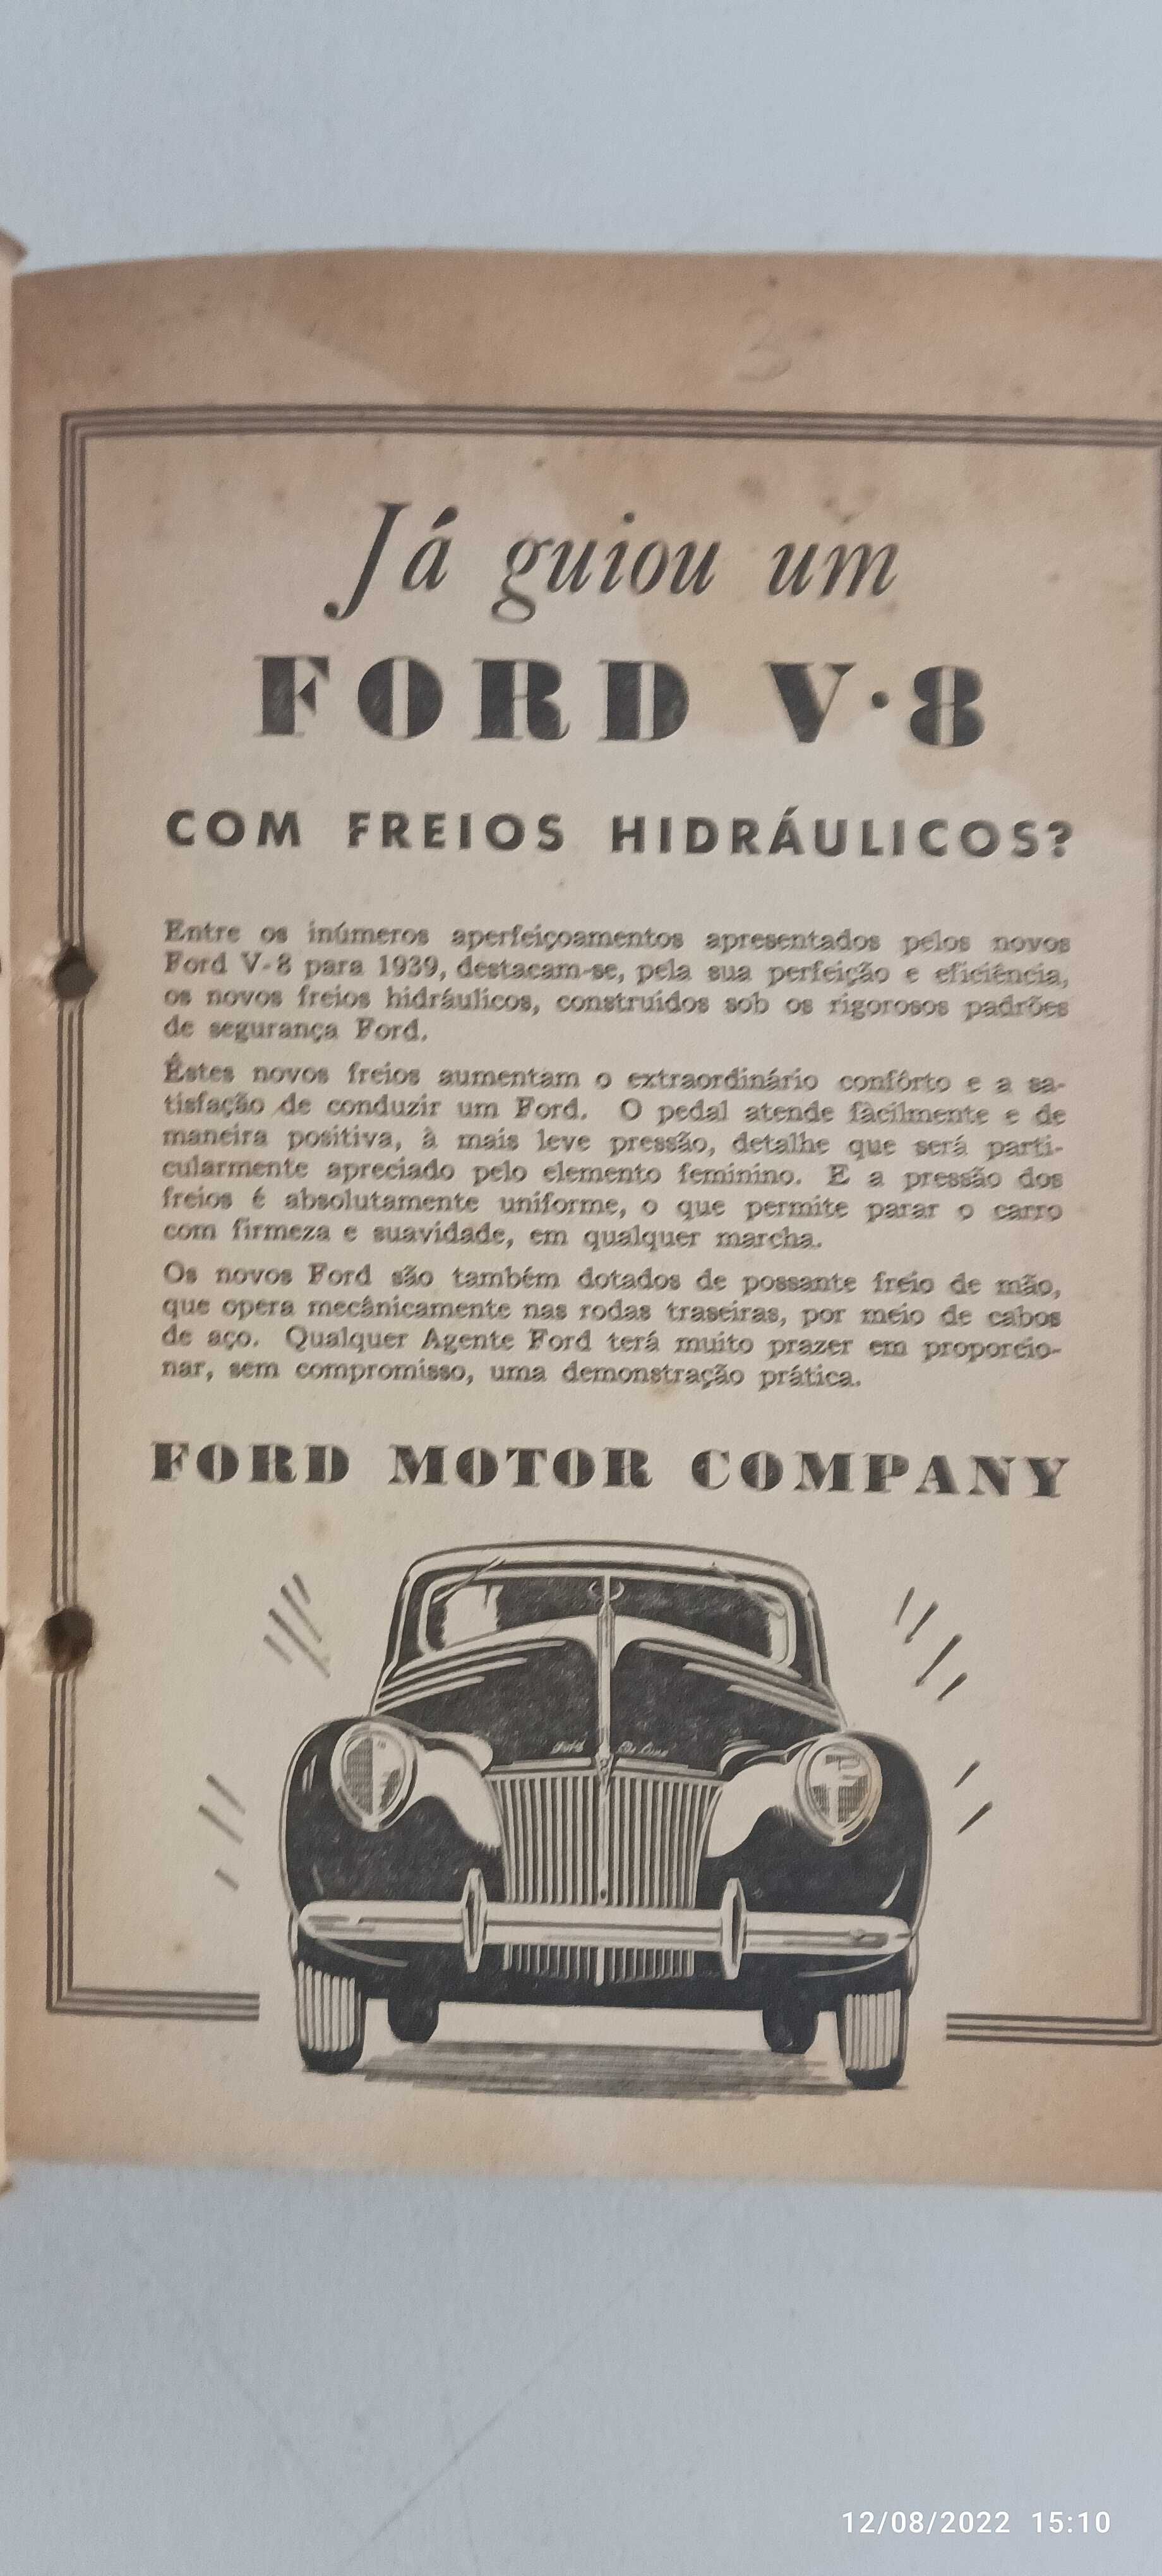 3
Já guiou um
FORD V·8
COM FREIOS HIDRÁULICOS?
Entre os inúmeros aperfeiçoamentos apresentados pelos novos
Ford V-8 para 1939, destacam-se, pela sua perfeição e eficiência,
os novos freios hidráulicos, construídos sob os rigorosos padrões
de segurança Ford.
Êstes novos freios aumentam o extraordinário confôrto e a sa-
tisfação de conduzir um Ford. O pedal atende fàcilmente e de
maneira positiva, à mais leve pressão, detalhe que será parti-
cularmente apreciado pelo elemento feminino. E a pressão dos
freios é absolutamente uniforme, o que permite parar o carro
com firmeza e suavidade, em qualquer marcha.
Os novos Ford são também dotados de possante freio de mão,
que opera mecânicamente nas rodas traseiras, por meio de cabos
de aço. Qualquer Agente Ford terá muito prazer em proporcio-
nar, sem compromisso, uma demonstração prática.
FORD MOTOR COMPANY
Ford De Luxe
12/08/2022 15:10